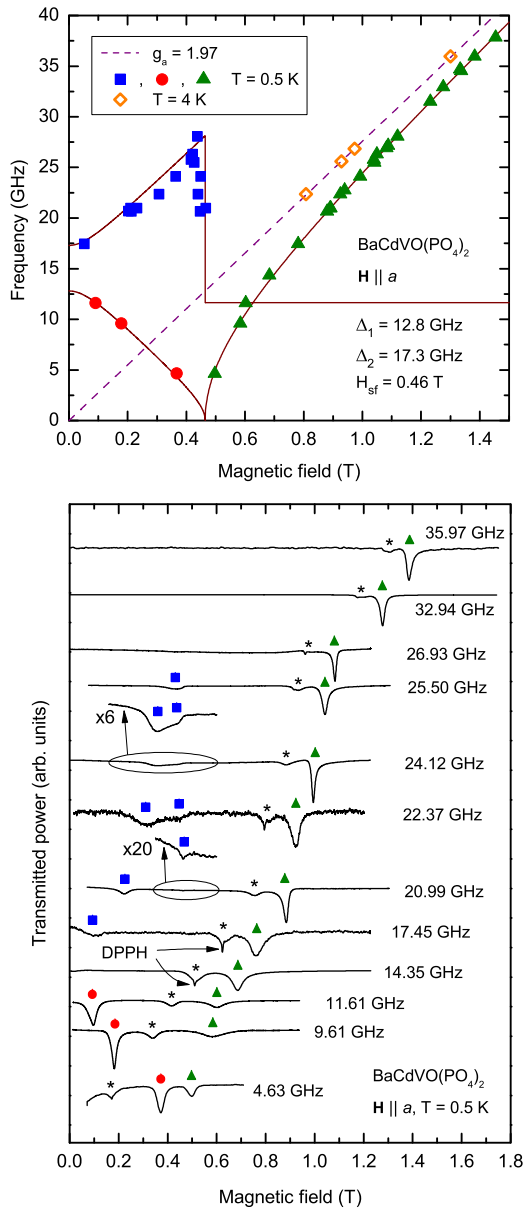 40
35
30
25
20
15
10
5
0
Frequency (GHz)
gₐ = 1.97
, , T = 0.5 K
T = 4 K
BaCdVO(PO₄)₂
H || a
Δ₁ = 12.8 GHz
Δ₂ = 17.3 GHz
H_sf = 0.46 T
0.0 0.2 0.4 0.6 0.8 1.0 1.2 1.4
Magnetic field (T)
Transmitted power (arb. units)
* 35.97 GHz
* 32.94 GHz
* 26.93 GHz
* 25.50 GHz
x6
* 24.12 GHz
* 22.37 GHz
x20
* 20.99 GHz
* 17.45 GHz
DPPH
* 14.35 GHz
* 11.61 GHz
* 9.61 GHz
* 4.63 GHz
BaCdVO(PO₄)₂
H || a, T = 0.5 K
0.0 0.2 0.4 0.6 0.8 1.0 1.2 1.4 1.6 1.8
Magnetic field (T)